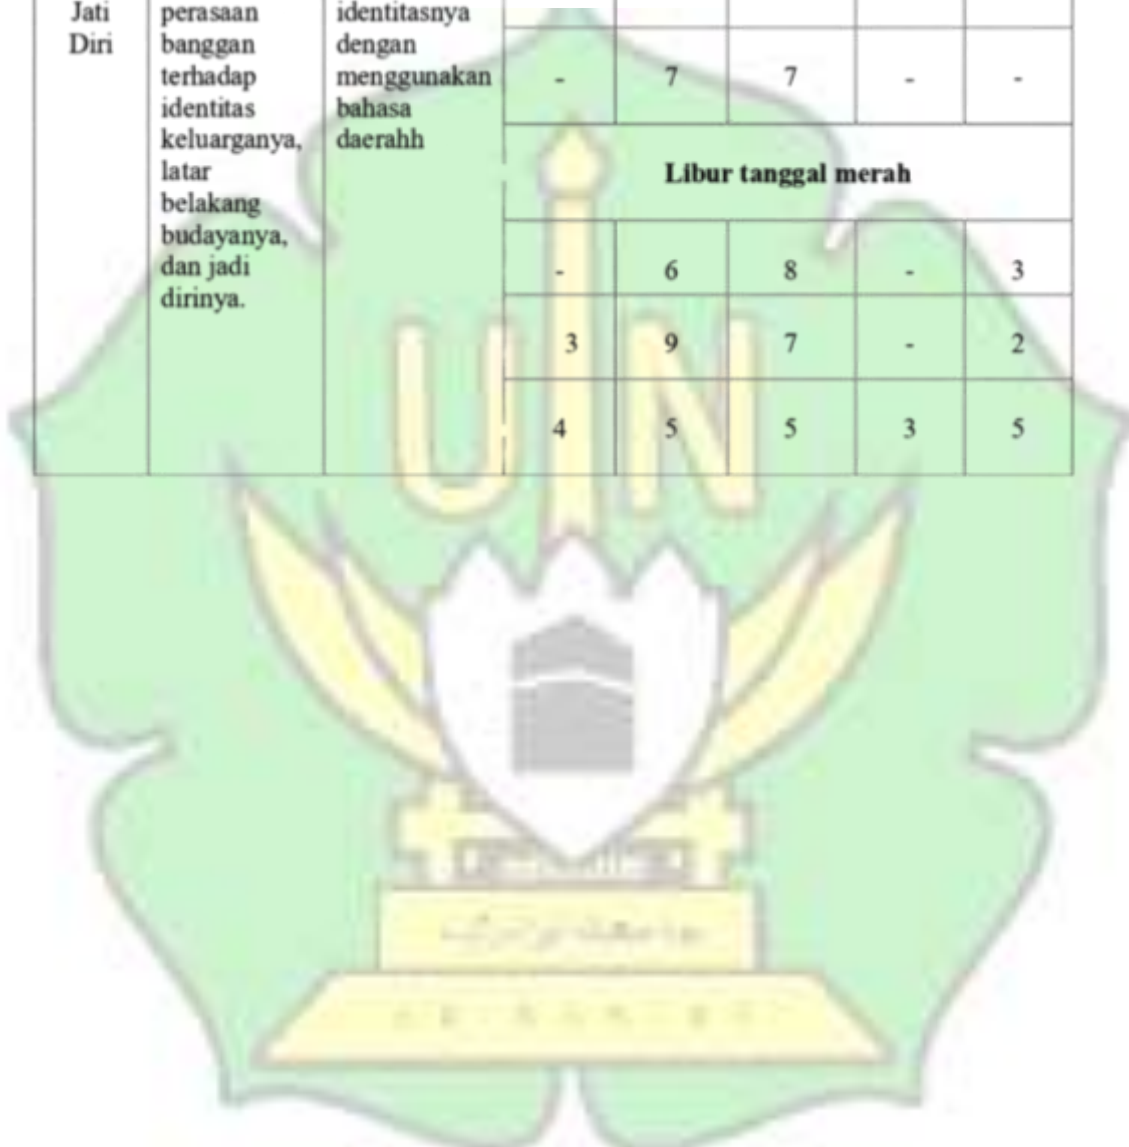 Jati perasaan identitasnya
Diri banggan dengan
terhadap menggunakan - 7 7 - -
identitas bahasa
keluarganya, daerahh
latar Libur tanggal merah
belakang
budayanya,
dan jadi - 6 8 - 3
dirinya.
3 9 7 - 2
4 5 5 3 5
UIN